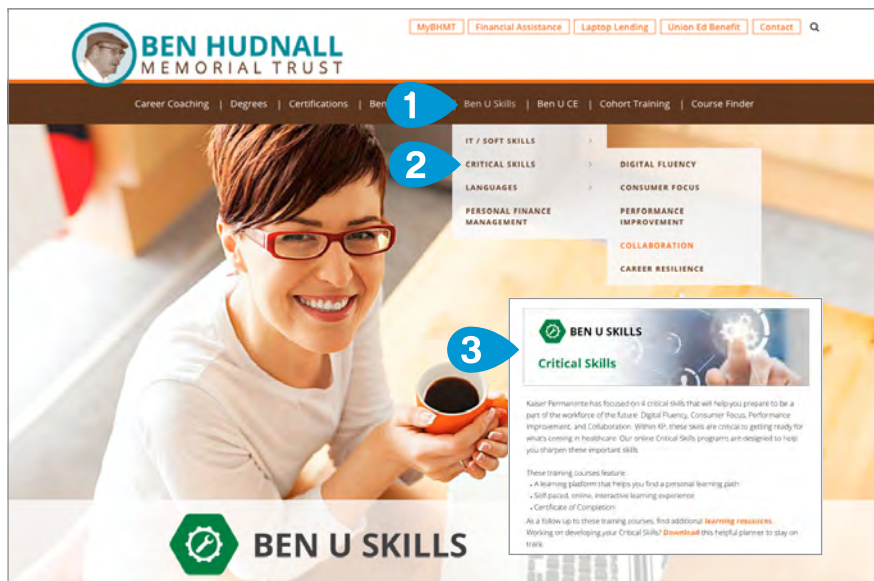 MyBHMT
Financial Assistance
Laptop Lending
Union Ed Benefit
Contact
BEN HUDNALL
MEMORIAL TRUST
Career Coaching | Degrees | Certifications | Ben
1
Ben U Skills | Ben U CE | Cohort Training | Course Finder
IT / SOFT SKILLS
2
CRITICAL SKILLS
LANGUAGES
PERSONAL FINANCE
MANAGEMENT
DIGITAL FLUENCY
CONSUMER FOCUS
PERFORMANCE
IMPROVEMENT
COLLABORATION
CAREER RESILIENCE
3
BEN U SKILLS
Critical Skills
Kaiser Permanente has focused on 4 critical skills that will help you prepare to be a
part of the workforce of the future: Digital Fluency, Consumer Focus, Performance
Improvement, and Collaboration. Within KP, these skills are critical to getting ready for
what's coming in healthcare. Our online Critical Skills programs are designed to help
you sharpen these important skills
These training courses feature:
• A learning platform that helps you find a personal learning path
• Self paced, online, interactive learning experience
• Certificate of Completion
As a follow up to these training courses, find additional learning resources.
Working on developing your Critical Skills? Download this helpful planner to stay on
track.
BEN U SKILLS